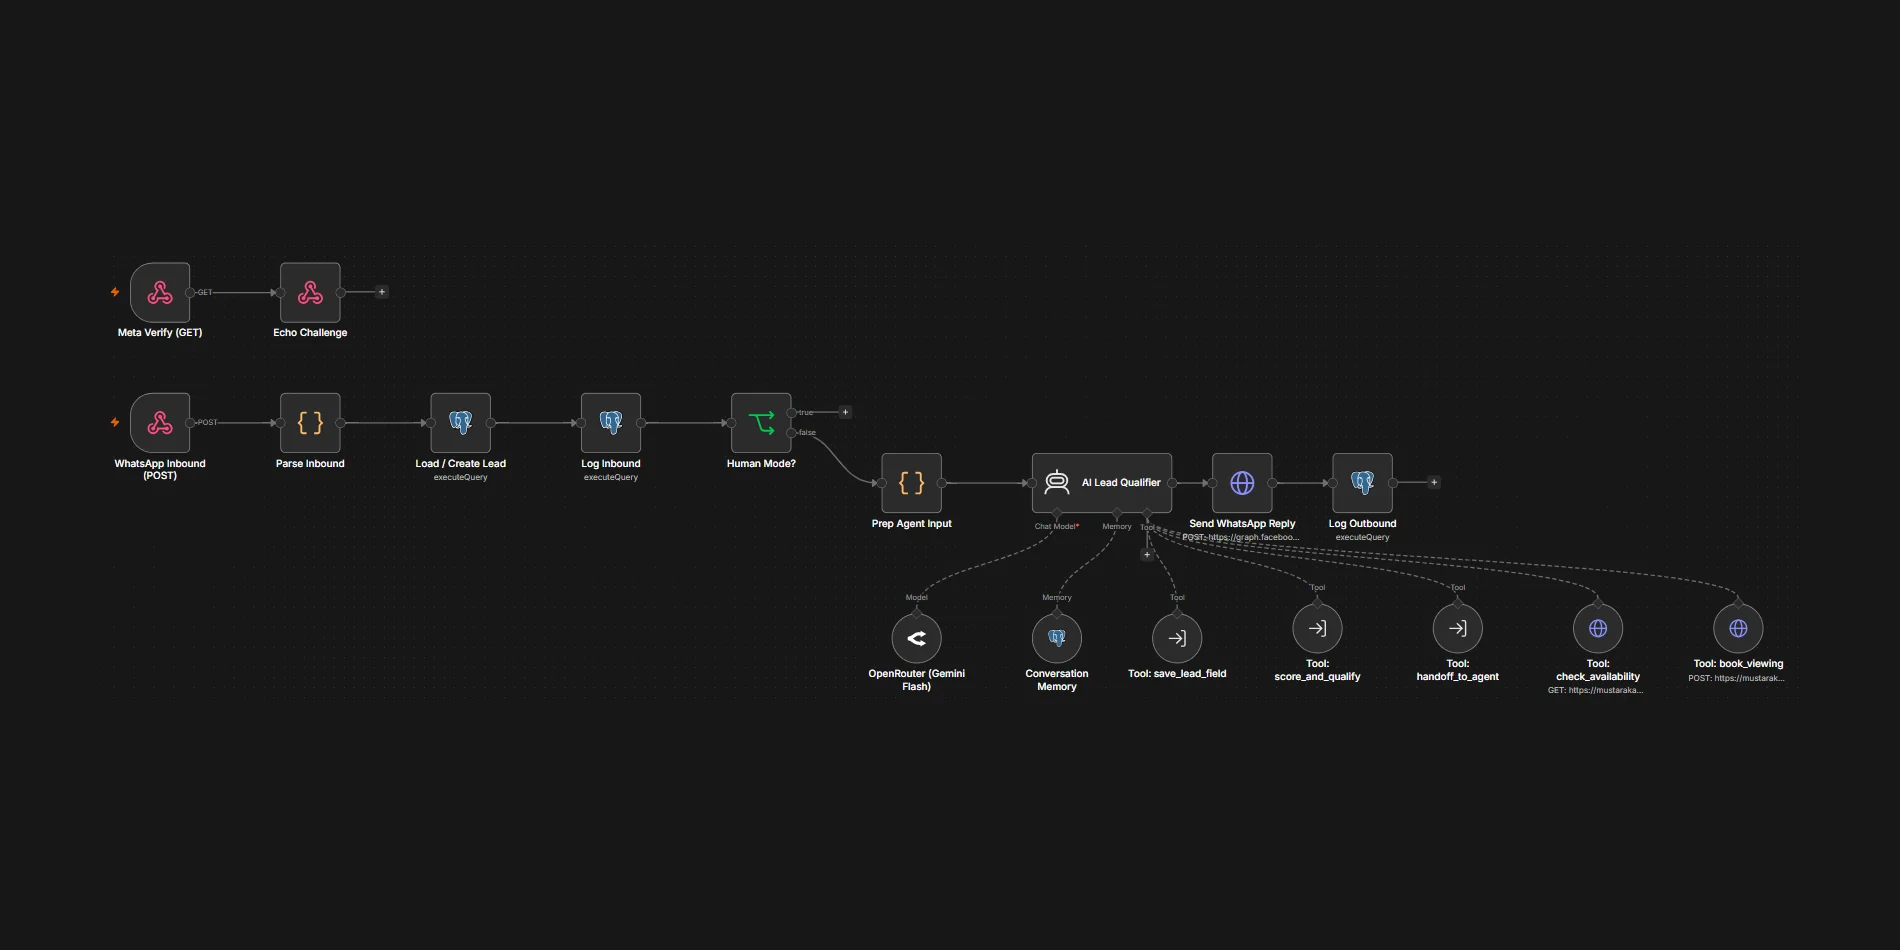 GET
Meta Verify (GET)
Echo Challenge
POST
WhatsApp Inbound
(POST)
Parse Inbound
Load / Create Lead
executeQuery
Log Inbound
executeQuery
true
false
Human Mode?
Prep Agent Input
AI Lead Qualifier
Chat Model*
Memory
Tool
Send WhatsApp Reply
POST: https://graph.faceboo...
Log Outbound
executeQuery
Model
OpenRouter (Gemini
Flash)
Memory
Conversation
Memory
Tool
Tool: save_lead_field
Tool
Tool:
score_and_qualify
Tool
Tool:
handoff_to_agent
Tool:
check_availability
GET: https://mustaraka...
Tool: book_viewing
POST: https://mustarak...